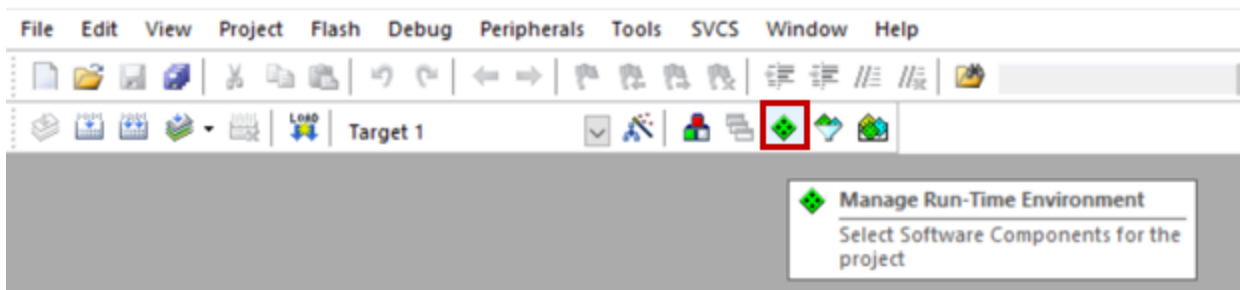 File Edit View Project Flash Debug Peripherals Tools SVCS Window Help
LOAD
Target 1
Manage Run-Time Environment
Select Software Components for the
project